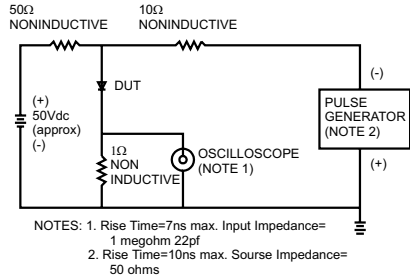 50Ω
NONINDUCTIVE
10Ω
NONINDUCTIVE
(+)
50Vdc
(approx)
(-)
DUT
1Ω
NON
INDUCTIVE
OSCILLOSCOPE
(NOTE 1)
(-)
PULSE
GENERATOR
(NOTE 2)
(+)
NOTES: 1. Rise Time=7ns max. Input Impedance=
1 megohm 22pf
2. Rise Time=10ns max. Sourse Impedance=
50 ohms